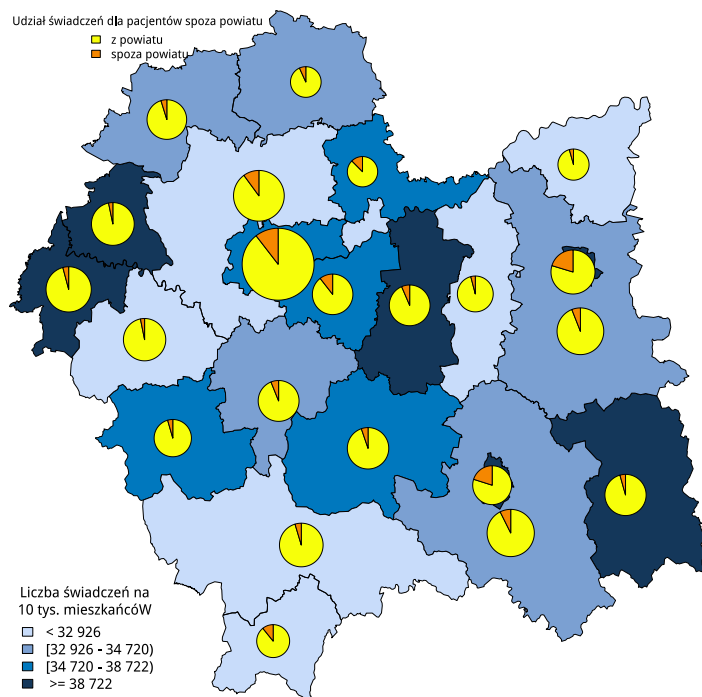 Udział świadczeń dla pacjentów spoza powiatu
z powiatu
spoza powiatu
Liczba świadczeń na
10 tys. mieszkańcóW
< 32 926
[32 926 - 34 720)
[34 720 - 38 722)
>= 38 722